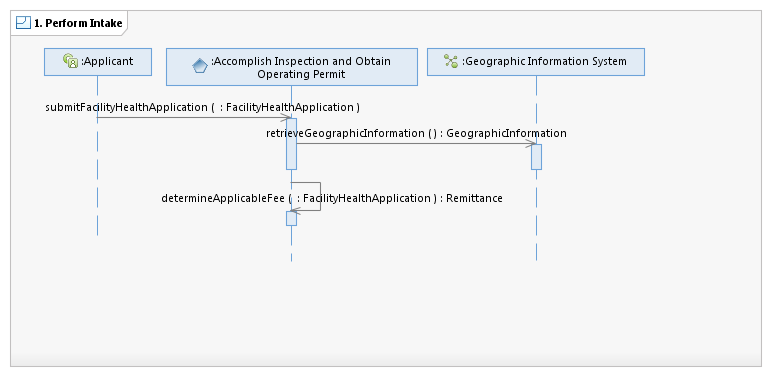 1. Perform Intake
:Applicant
:Accomplish Inspection and Obtain
Operating Permit
:Geographic Information System
submitFacilityHealthApplication ( : FacilityHealthApplication )
retrieveGeographicInformation ( ) : GeographicInformation
determineApplicableFee ( : FacilityHealthApplication ) : Remittance